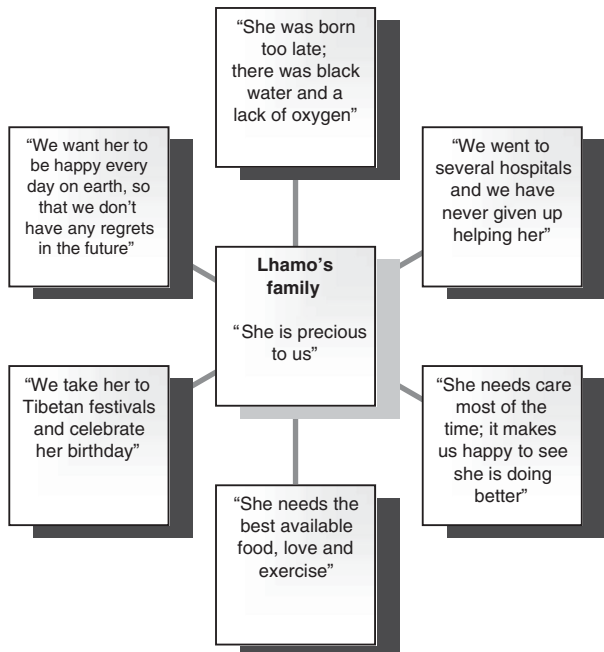 “She was born
too late;
there was black
water and a
lack of oxygen”
“We want her to
be happy every
day on earth, so
that we don’t
have any regrets
in the future”
“We went to
several hospitals
and we have
never given up
helping her”
Lhamo’s
family
“She is precious
to us”
“We take her to
Tibetan festivals
and celebrate
her birthday”
“She needs care
most of the
time; it makes
us happy to see
she is doing
better”
“She needs the
best available
food, love and
exercise”